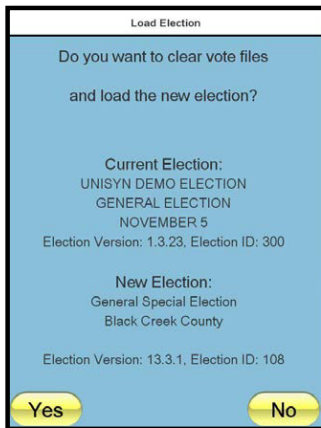 Load Election
Do you want to clear vote files
and load the new election?
Current Election:
UNISYN DEMO ELECTION
GENERAL ELECTION
NOVEMBER 5
Election Version: 1.3.23, Election ID: 300
New Election:
General Special Election
Black Creek County
Election Version: 13.3.1, Election ID: 108
Yes
No